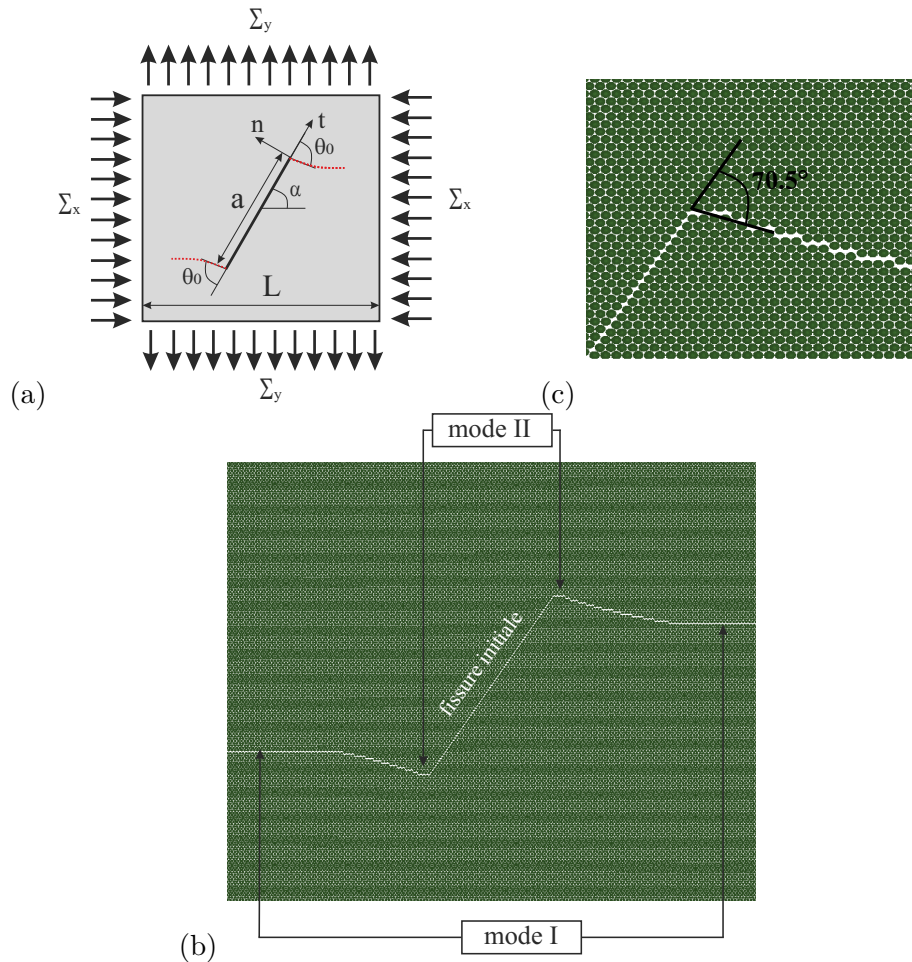 Σy
n
t
θ0
a
α
Σx
Σx
θ0
L
Σy
(a)
70.5°
(c)
mode II
fissure initiale
mode I
(b)